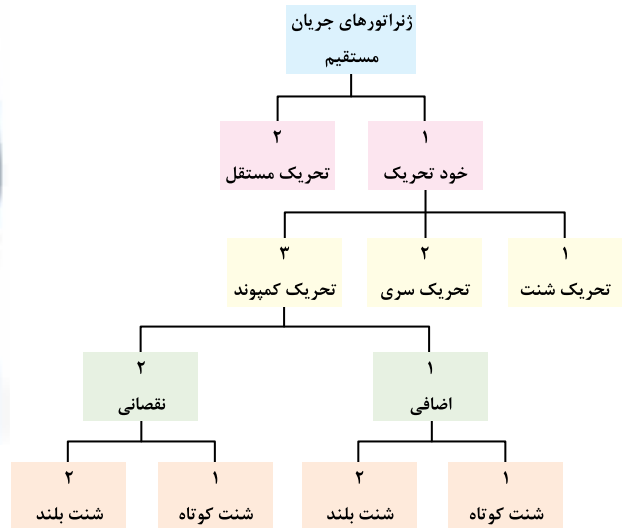 ژنراتورهای جریان
مستقیم
۱
خود تحریک
۲
تحریک مستقل
۱
تحریک شنت
۲
تحریک سری
۳
تحریک کمپوند
۱
اضافی
۲
نقصانی
۱
شنت کوتاه
۲
شنت بلند
۱
شنت کوتاه
۲
شنت بلند